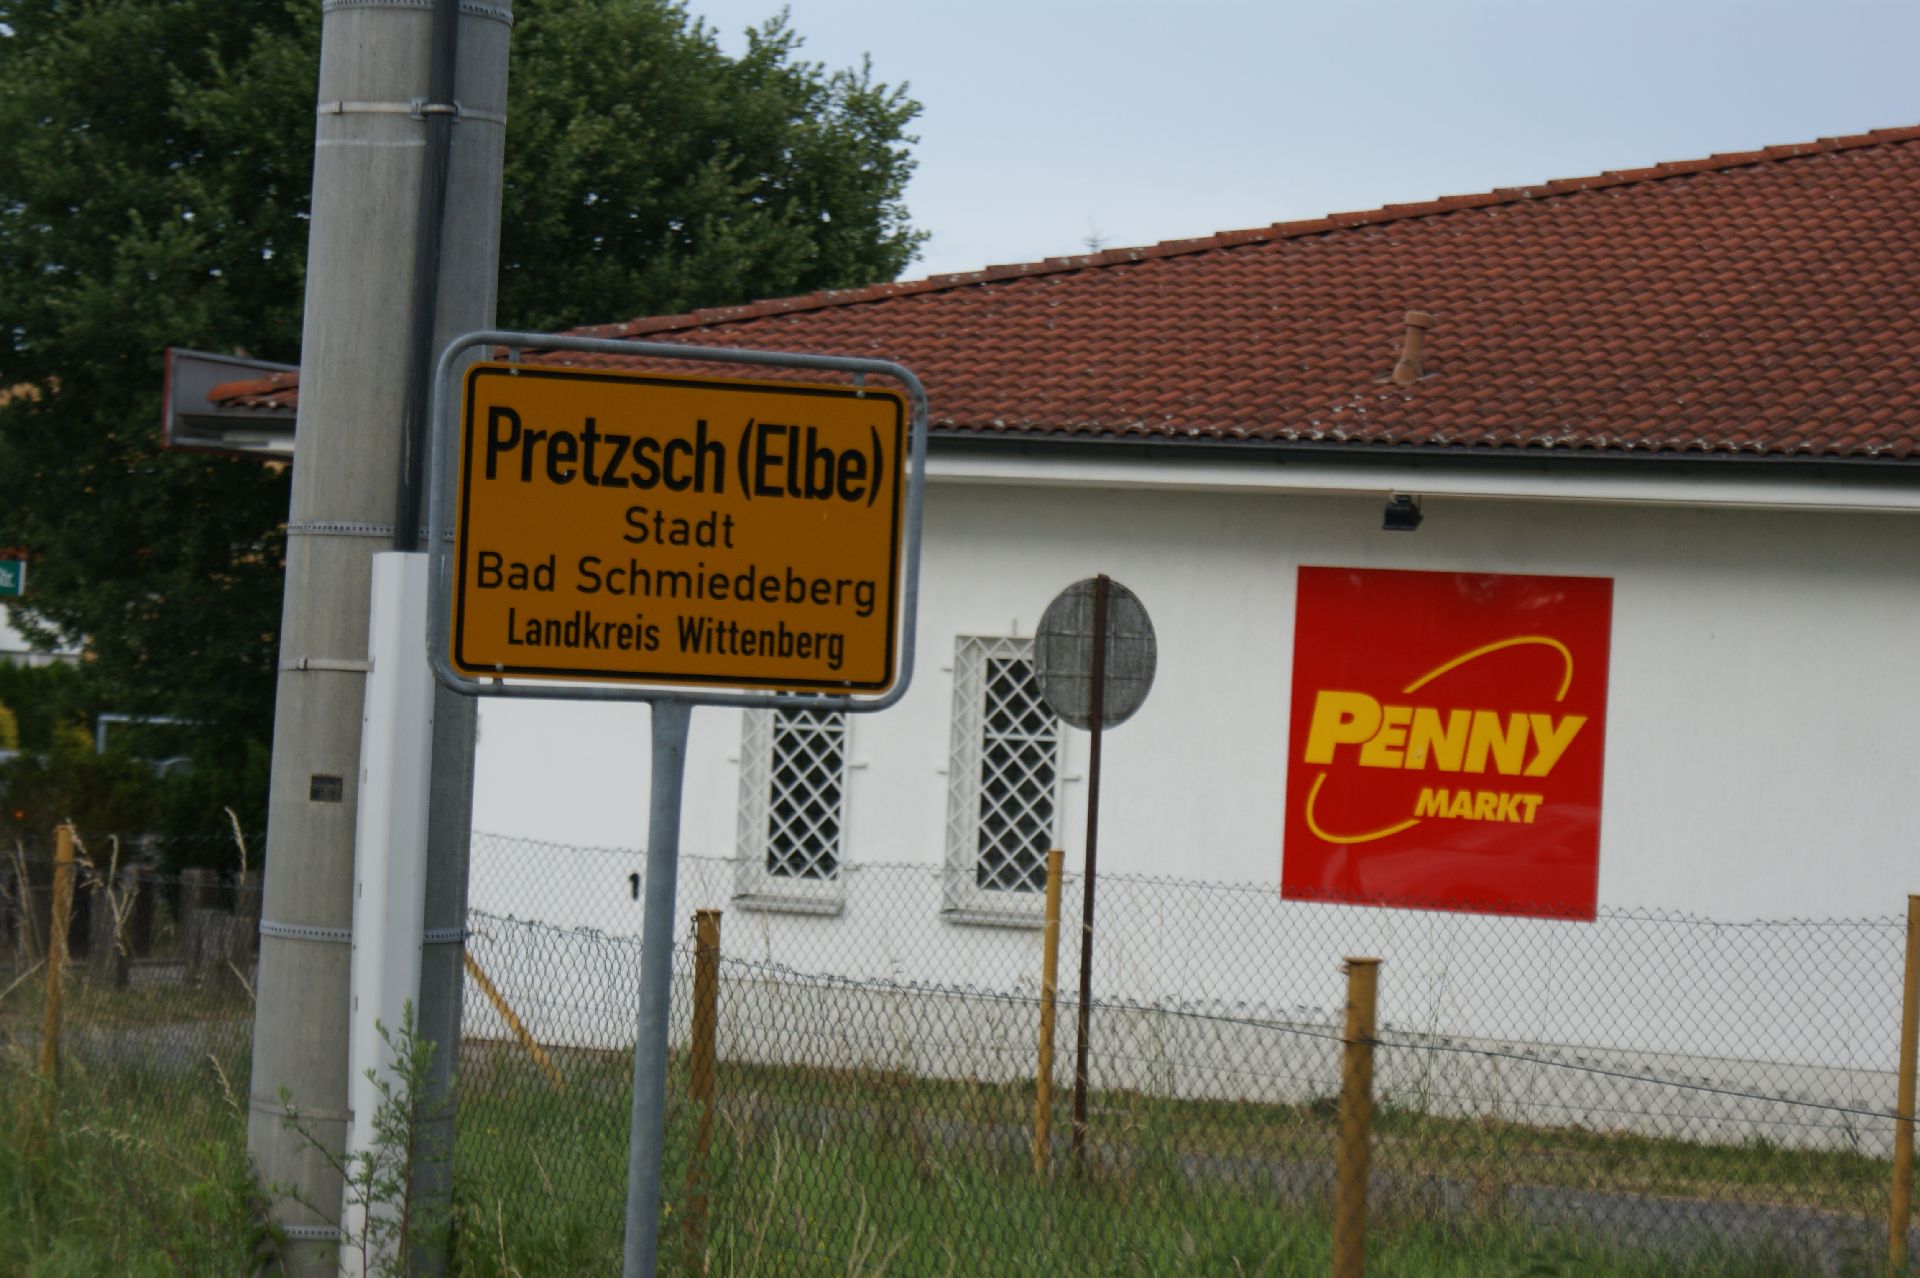 Pretzsch (Elbe)
Stadt
Bad Schmiedeberg
Landkreis Wittenberg
PENNY
MARKT